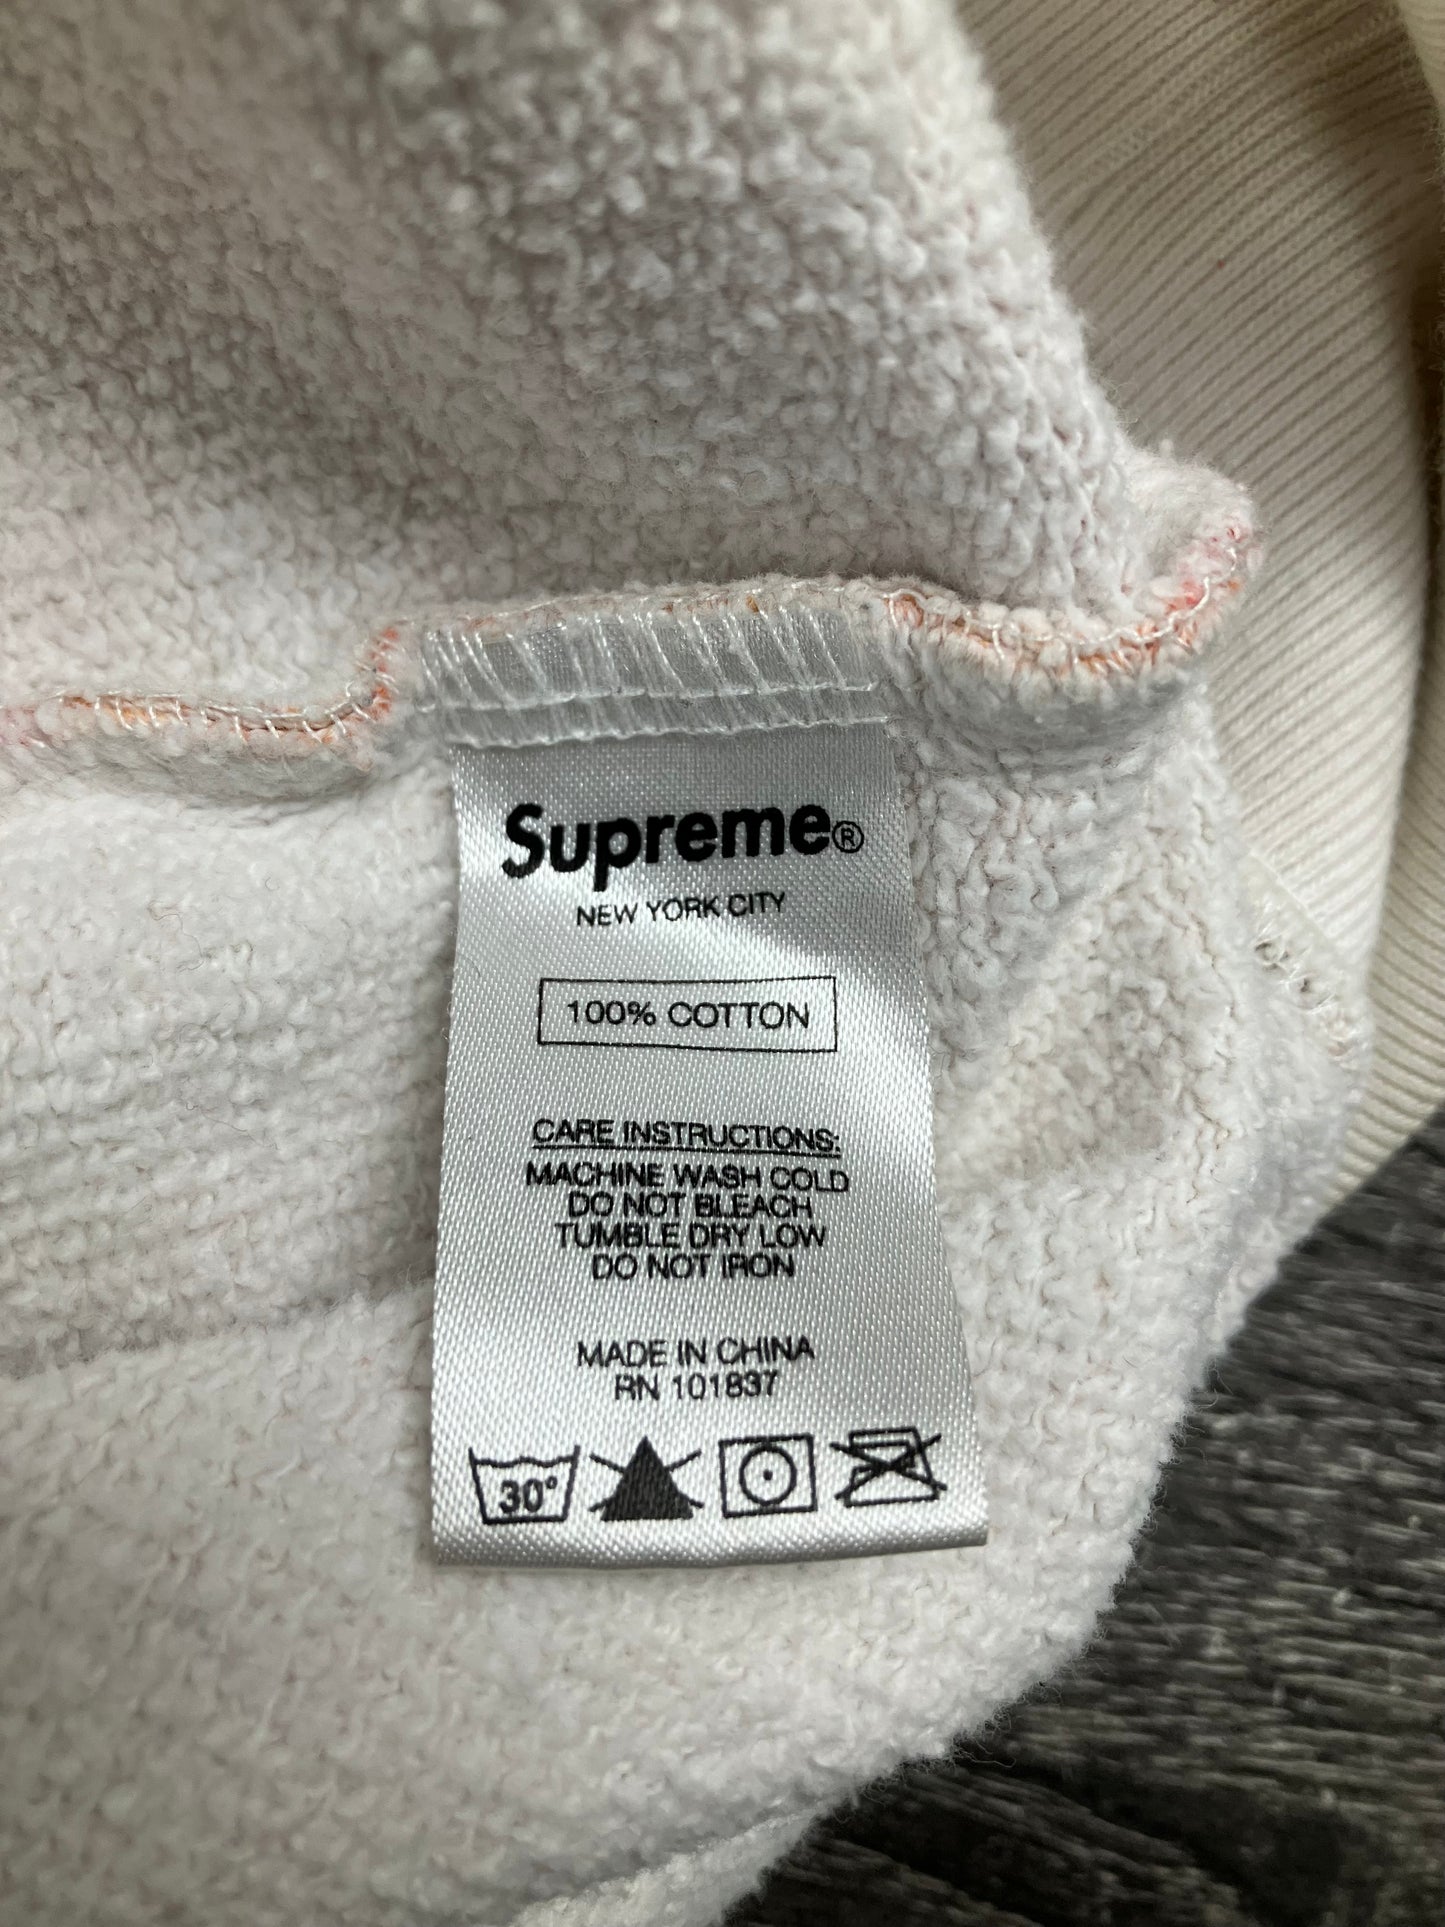 Supreme®
NEW YORK CITY
100% COTTON
CARE INSTRUCTIONS:
MACHINE WASH COLD
DO NOT BLEACH
TUMBLE DRY LOW
DO NOT IRON
MADE IN CHINA
RN 101837
30°